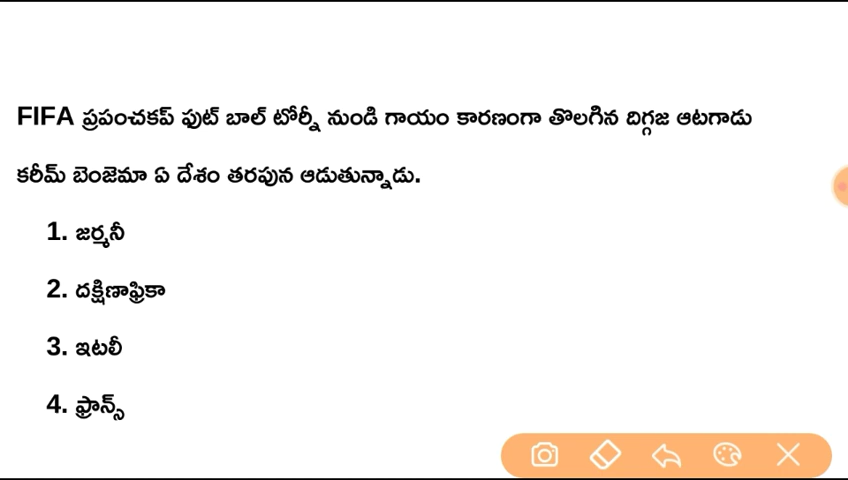 FIFA ప్రపంచకప్ ఫుట్ బాల్ టోర్నీ నుండి గాయం కారణంగా తొలగిన దిగ్గజ ఆటగాడు
కరీమ్ బెంజెమా ఏ దేశం తరపున ఆడుతున్నాడు.
1. జర్మనీ
2. దక్షిణాఫ్రికా
3. ఇటలీ
4. ఫ్రాన్స్